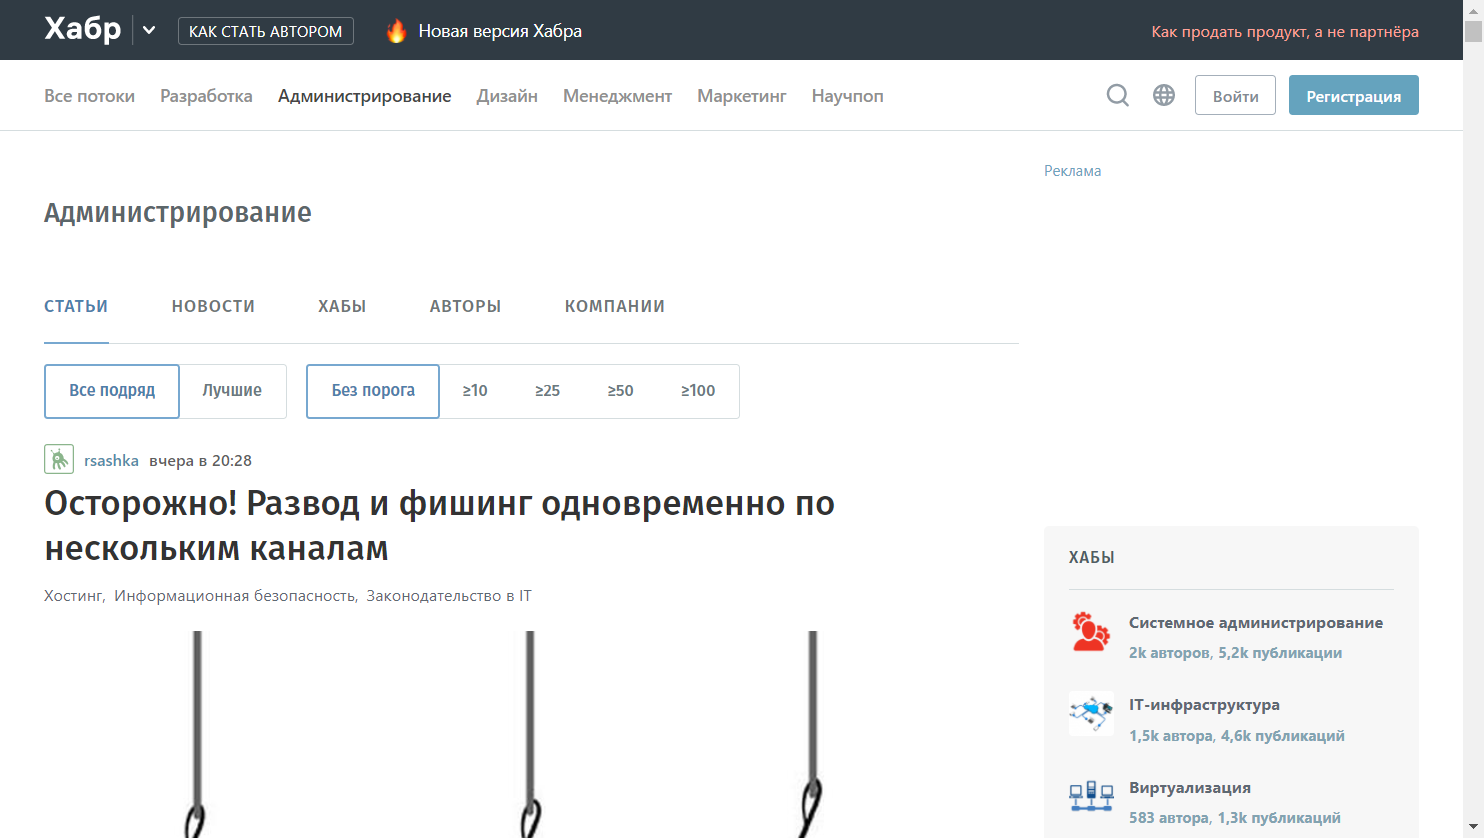 Хабр
КАК СТАТЬ АВТОРОМ
Новая версия Хабра
Как продать продукт, а не партнёра
Все потоки Разработка Администрирование Дизайн Менеджмент Маркетинг Научпоп
Войти
Регистрация
Реклама
Администрирование
СТАТЬИ НОВОСТИ ХАБЫ АВТОРЫ КОМПАНИИ
Все подряд Лучшие Без порога ≥10 ≥25 ≥50 ≥100
rsashka вчера в 20:28
Осторожно! Развод и фишинг одновременно по
нескольким каналам
Хостинг, Информационная безопасность, Законодательство в IT
ХАБЫ
Системное администрирование
2k авторов, 5,2k публикации
IT-инфраструктура
1,5k автора, 4,6k публикаций
Виртуализация
583 автора, 1,3k публикаций